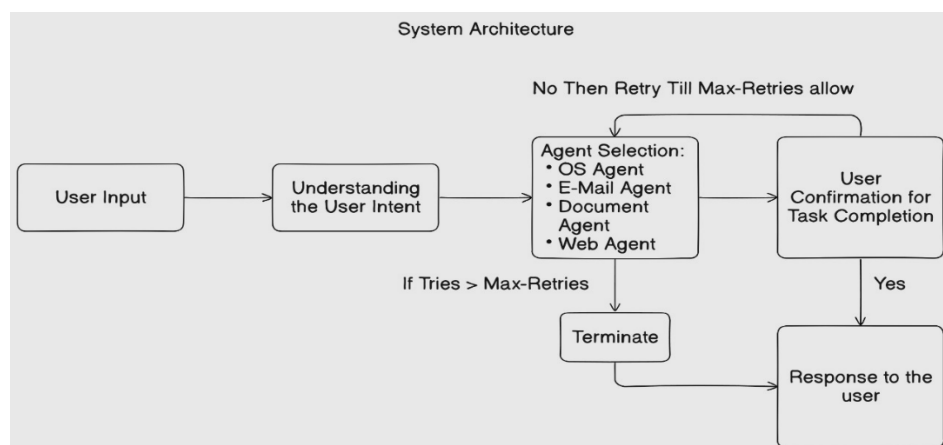 System Architecture
No Then Retry Till Max-Retries allow
User Input
Understanding
the User Intent
Agent Selection:
• OS Agent
• E-Mail Agent
• Document
Agent
• Web Agent
User
Confirmation for
Task Completion
If Tries > Max-Retries
Yes
Terminate
Response to the
user